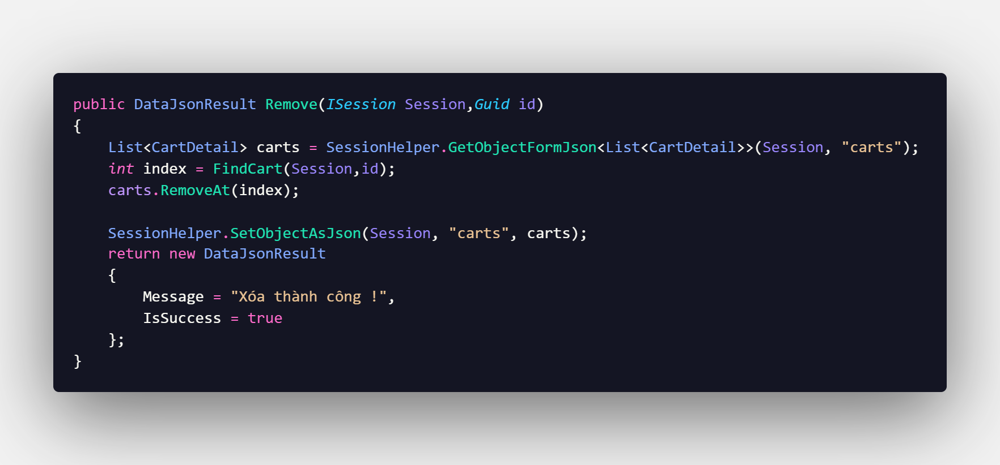 public DataJsonResult Remove(ISession Session,Guid id)
{
    List<CartDetail> carts = SessionHelper.GetObjectFormJson<List<CartDetail>>(Session, "carts");
    int index = FindCart(Session,id);
    carts.RemoveAt(index);

    SessionHelper.SetObjectAsJson(Session, "carts", carts);
    return new DataJsonResult
    {
        Message = "Xóa thành công !",
        IsSuccess = true
    };
}